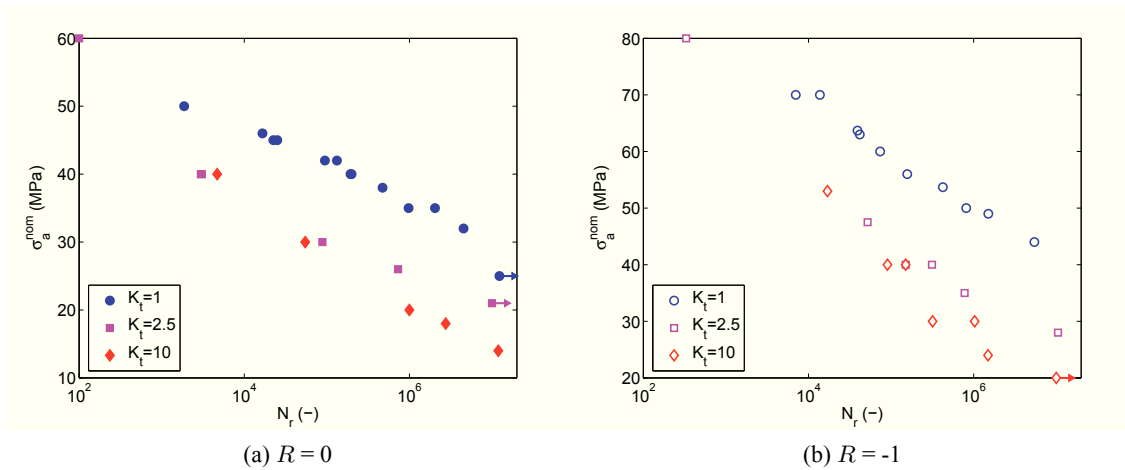 60
50
40
30
20
10
σ_a^nom (MPa)
K_t=1
K_t=2.5
K_t=10
10^2
10^4
10^6
N_r (−)
(a) R = 0
80
70
60
50
40
30
20
σ_a^nom (MPa)
K_t=1
K_t=2.5
K_t=10
10^2
10^4
10^6
N_r (−)
(b) R = -1